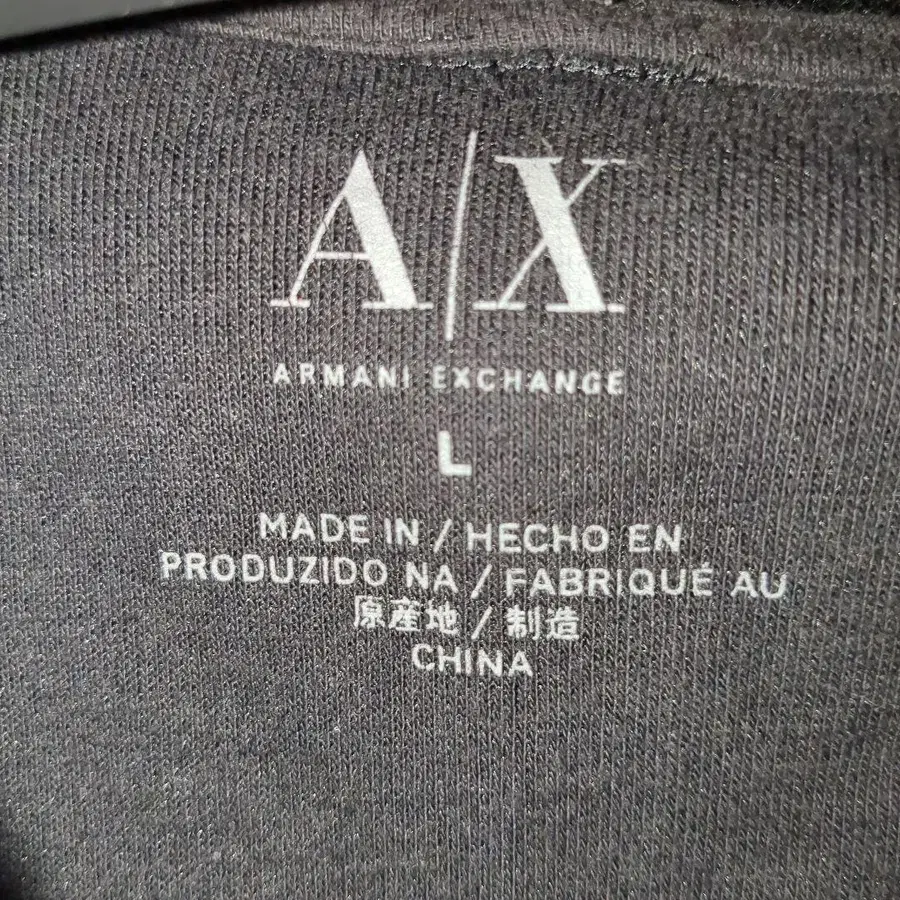 A|X
ARMANI EXCHANGE
L
MADE IN / HECHO EN
PRODUZIDO NA / FABRIQUÉ AU
原産地 / 制造
CHINA